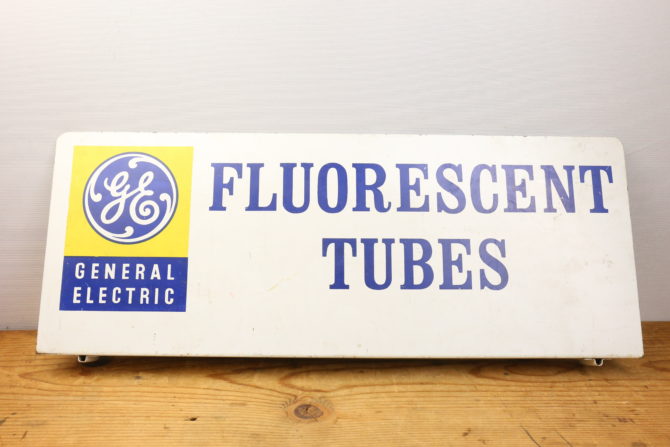 GE
GENERAL
ELECTRIC
FLUORESCENT
TUBES